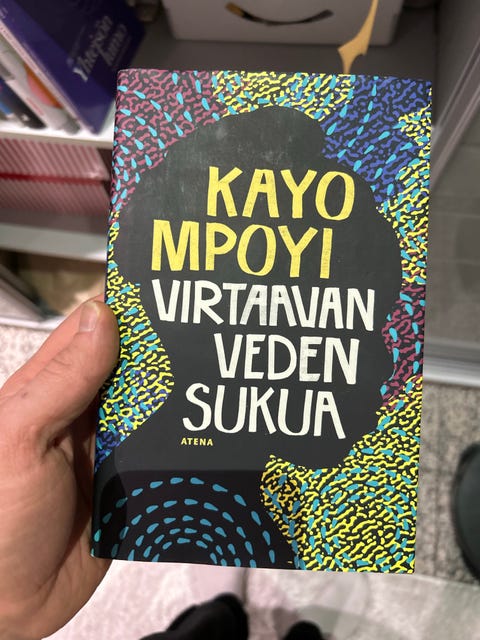 KAYO
MPOYI
VIRTAAVAN
VEDEN
SUKUA
ATENA